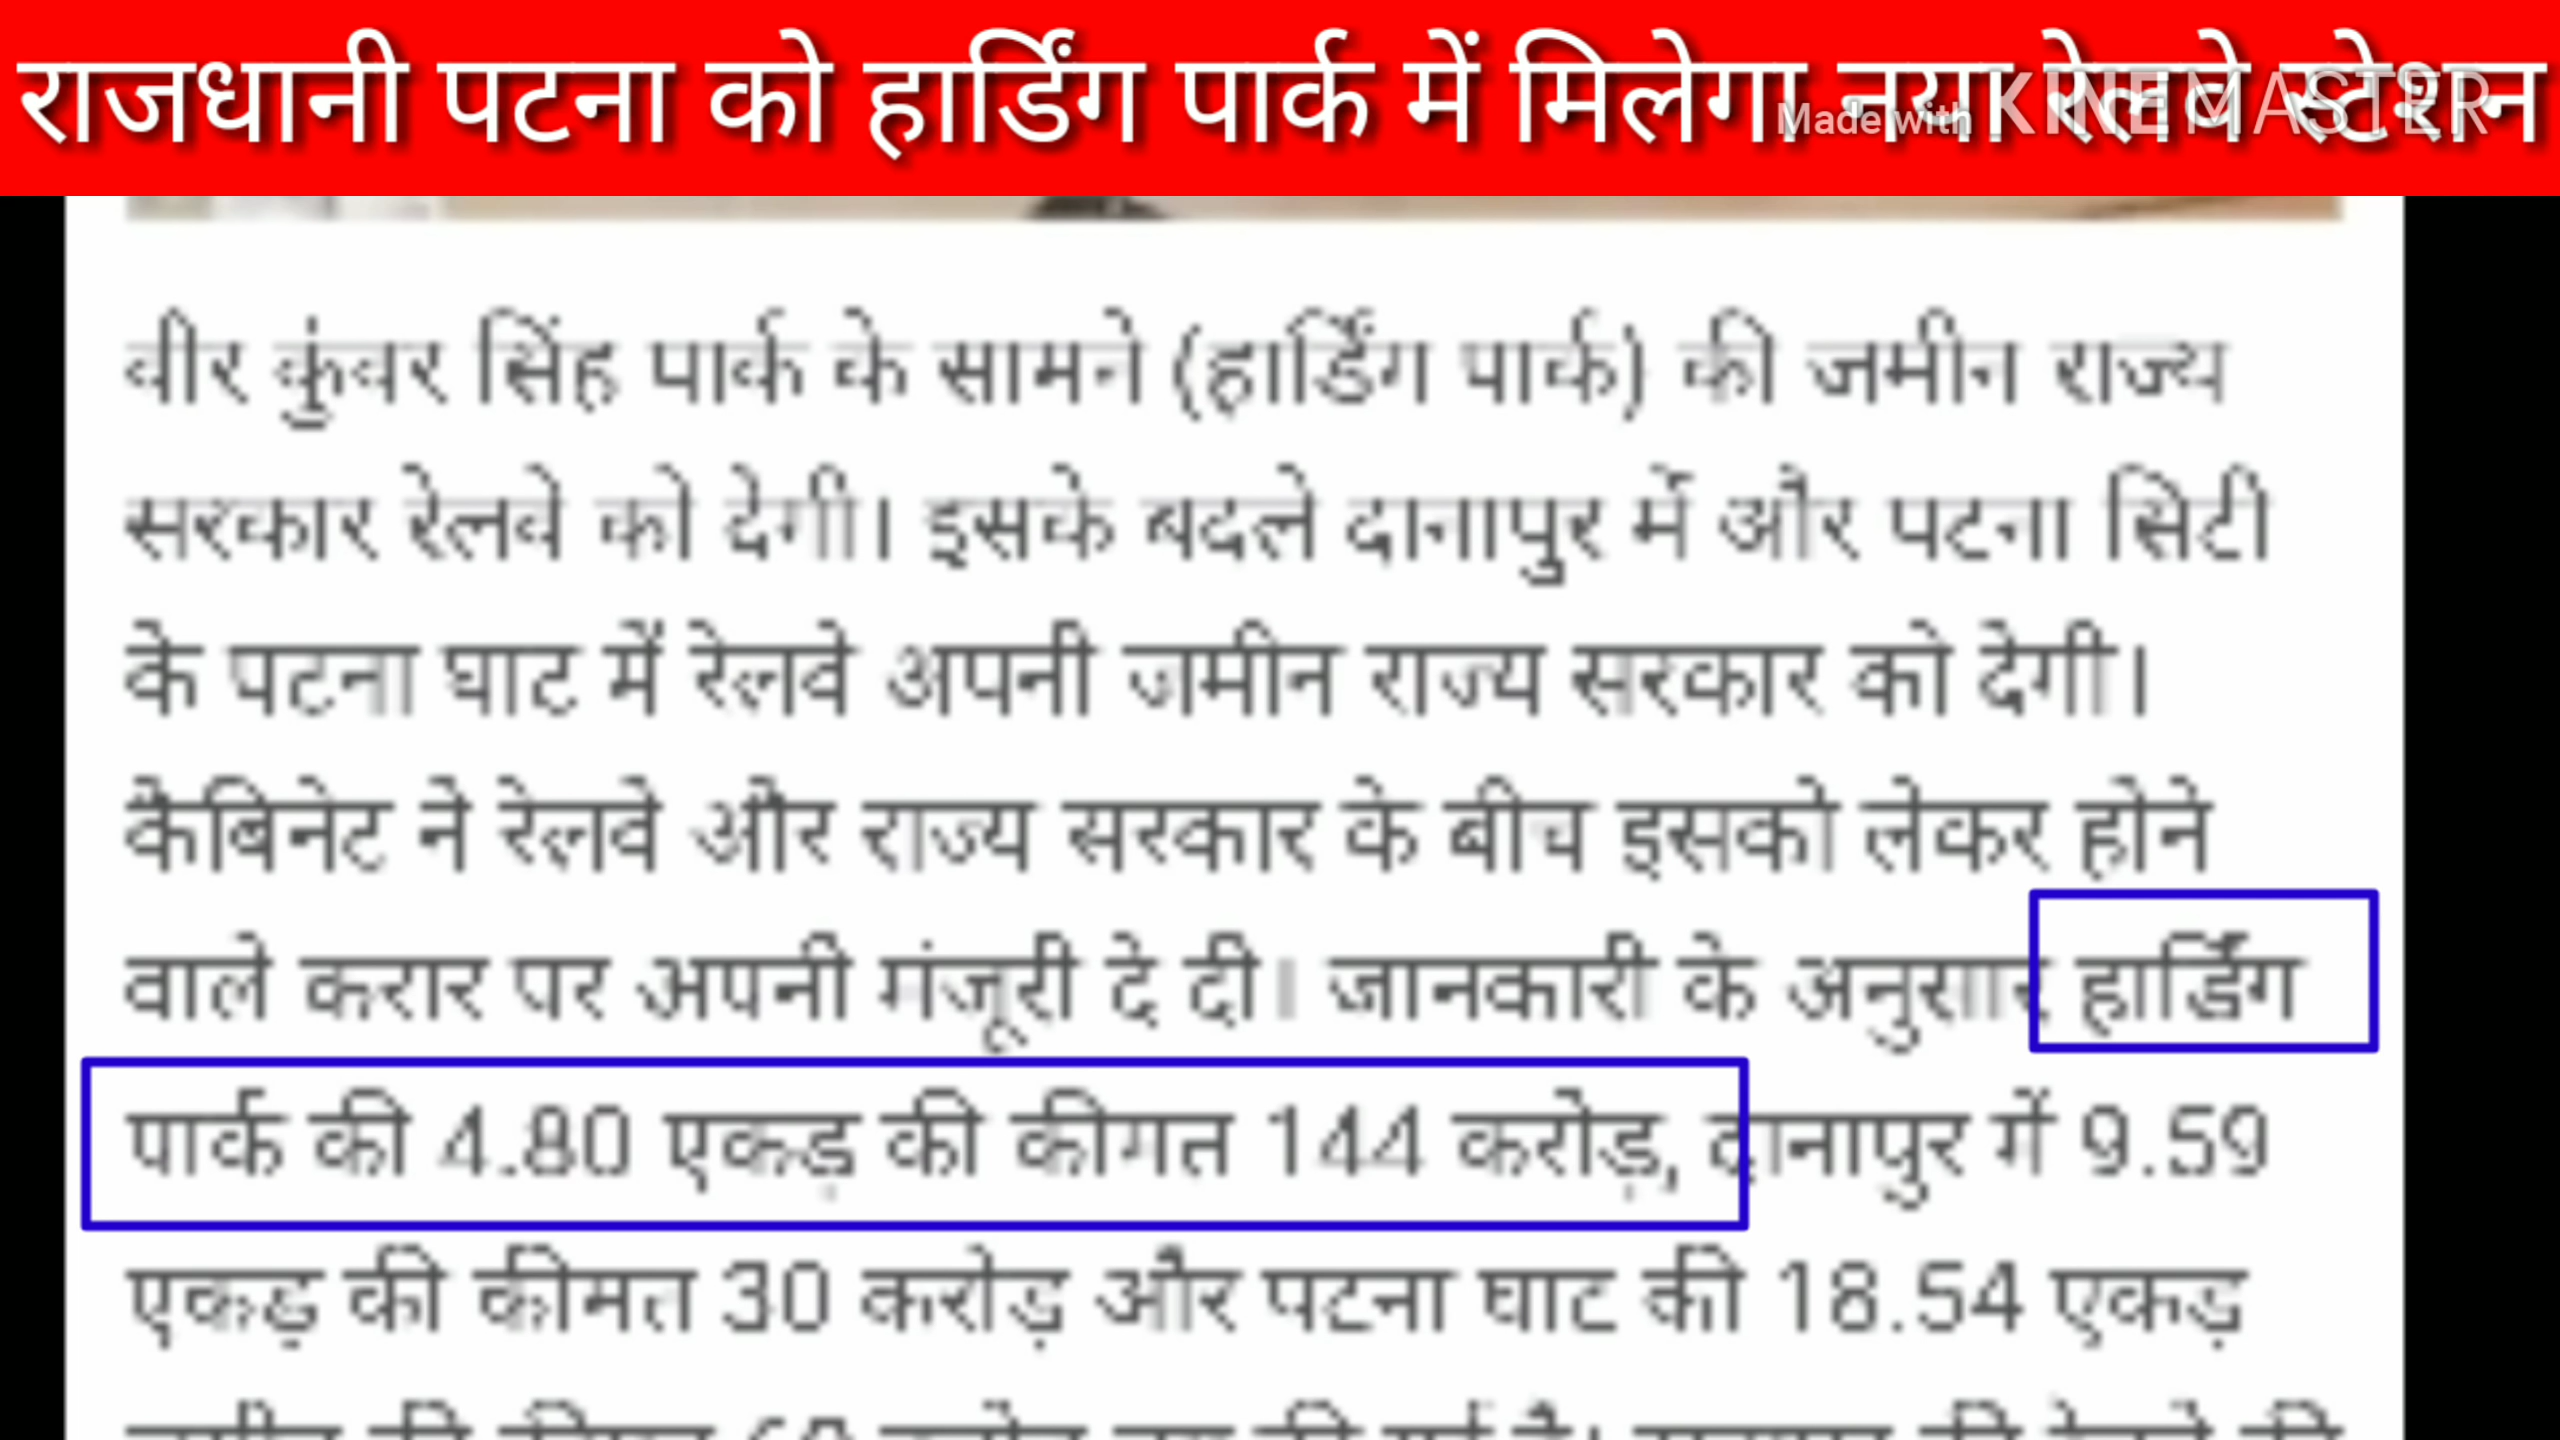 राजधानी पटना को हार्डिंग पार्क में मिलेगा नया रेलवे स्टेशन
Made with KINEMASTER
वीर कुंवर सिंह पार्क के सामने (हार्डिंग पार्क) की जमीन राज्य
सरकार रेलवे को देगी। इसके बदले दानापुर में और पटना सिटी
के पटना घाट में रेलवे अपनी जमीन राज्य सरकार को देगी।
कैबिनेट ने रेलवे और राज्य सरकार के बीच इसको लेकर होने
वाले करार पर अपनी मंजूरी दे दी। जानकारी के अनुसार हार्डिंग
पार्क की 4.80 एकड़ की कीमत 144 करोड़, दानापुर में 9.59
एकड़ की कीमत 30 करोड़ और पटना घाट की 18.54 एकड़